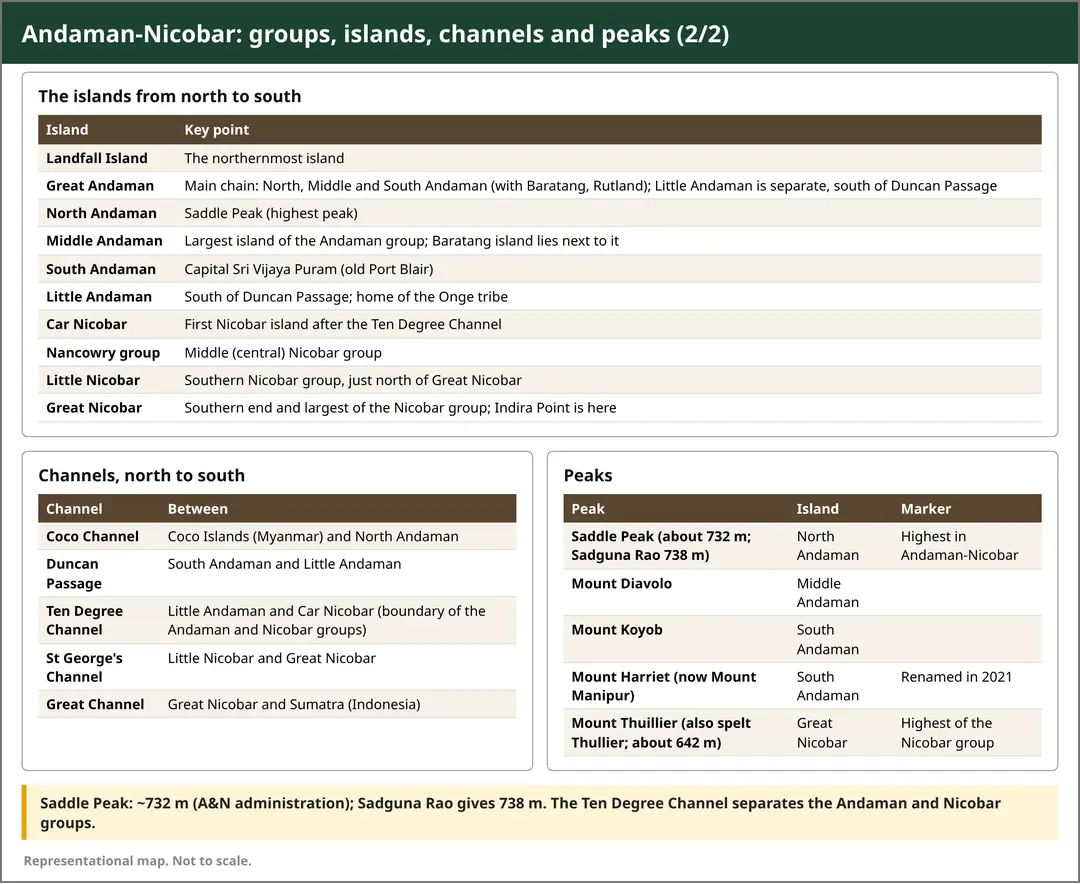 Andaman-Nicobar: groups, islands, channels and peaks (2/2)
The islands from north to south
Island Key point
Landfall Island The northernmost island
Great Andaman Main chain: North, Middle and South Andaman (with Baratang, Rutland); Little Andaman is separate, south of Duncan Passage
North Andaman Saddle Peak (highest peak)
Middle Andaman Largest island of the Andaman group; Baratang island lies next to it
South Andaman Capital Sri Vijaya Puram (old Port Blair)
Little Andaman South of Duncan Passage; home of the Onge tribe
Car Nicobar First Nicobar island after the Ten Degree Channel
Nancowry group Middle (central) Nicobar group
Little Nicobar Southern Nicobar group, just north of Great Nicobar
Great Nicobar Southern end and largest of the Nicobar group; Indira Point is here
Channels, north to south
Channel Between
Coco Channel Coco Islands (Myanmar) and North Andaman
Duncan South Andaman and Little Andaman
Passage
Ten Degree Little Andaman and Car Nicobar (boundary of the
Channel Andaman and Nicobar groups)
St George's Little Nicobar and Great Nicobar
Channel
Great Channel Great Nicobar and Sumatra (Indonesia)
Peaks
Peak Island Marker
Saddle Peak (about 732 m; North Highest in
Sadguna Rao 738 m) Andaman Andaman-Nicobar
Mount Diavolo Middle
Andaman
Mount Koyob South
Andaman
Mount Harriet (now Mount South Renamed in 2021
Manipur) Andaman
Mount Thuillier (also spelt Great Highest of the
Thullier; about 642 m) Nicobar Nicobar group
Saddle Peak: ~732 m (A&N administration); Sadguna Rao gives 738 m. The Ten Degree Channel separates the Andaman and Nicobar
groups.
Representational map. Not to scale.